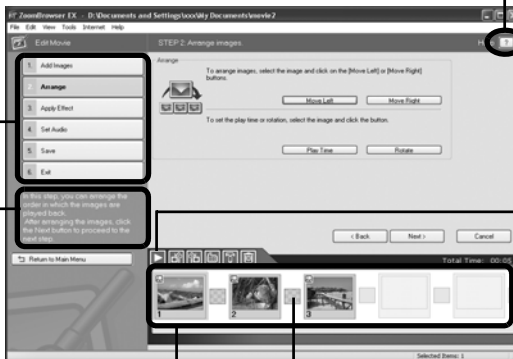 ZoomBrowser EX - D:\Documents and Settings\xxx\My Documents\movie2
File Edit View Tools Internet Help
Edit Movie
STEP 2: Arrange images.
?
1. Add Images
2. Arrange
3. Apply Effect
4. Set Audio
5. Save
6. Exit
Arrange
To arrange images, select the image and click on the [Move Left] or [Move Right]
buttons.
Move Left
Move Right
To set the play time or rotation, select the image and click the button.
Play Time
Rotate
In this step, you can arrange the
order in which the images are
played back.
After arranging the images, click
the Next button to proceed to the
next step.
< Back
Next >
Cancel
Return to Main Menu
Total Time: 00:05
1
2
3
Selected Items: 1